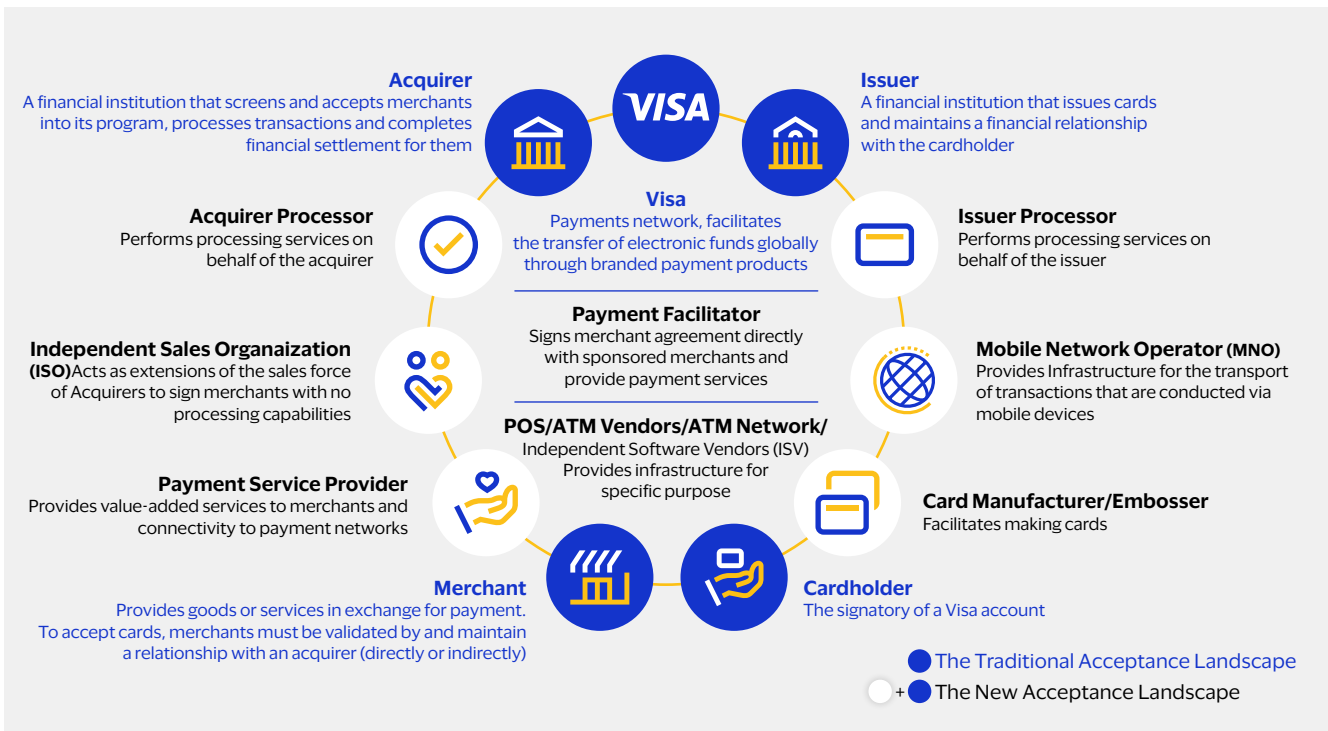 VISA
Acquirer
A financial institution that screens and accepts merchants
into its program, processes transactions and completes
financial settlement for them
Issuer
A financial institution that issues cards
and maintains a financial relationship
with the cardholder
Visa
Payments network, facilitates
the transfer of electronic funds globally
through branded payment products
Acquirer Processor
Performs processing services on
behalf of the acquirer
Issuer Processor
Performs processing services on
behalf of the issuer
Payment Facilitator
Signs merchant agreement directly
with sponsored merchants and
provide payment services
Independent Sales Organaization
(ISO)Acts as extensions of the sales force
of Acquirers to sign merchants with no
processing capabilities
Mobile Network Operator (MNO)
Provides Infrastructure for the transport
of transactions that are conducted via
mobile devices
POS/ATM Vendors/ATM Network/
Independent Software Vendors (ISV)
Provides infrastructure for
specific purpose
Payment Service Provider
Provides value-added services to merchants and
connectivity to payment networks
Card Manufacturer/Embosser
Facilitates making cards
Merchant
Provides goods or services in exchange for payment.
To accept cards, merchants must be validated by and maintain
a relationship with an acquirer (directly or indirectly)
Cardholder
The signatory of a Visa account
The Traditional Acceptance Landscape
+ The New Acceptance Landscape